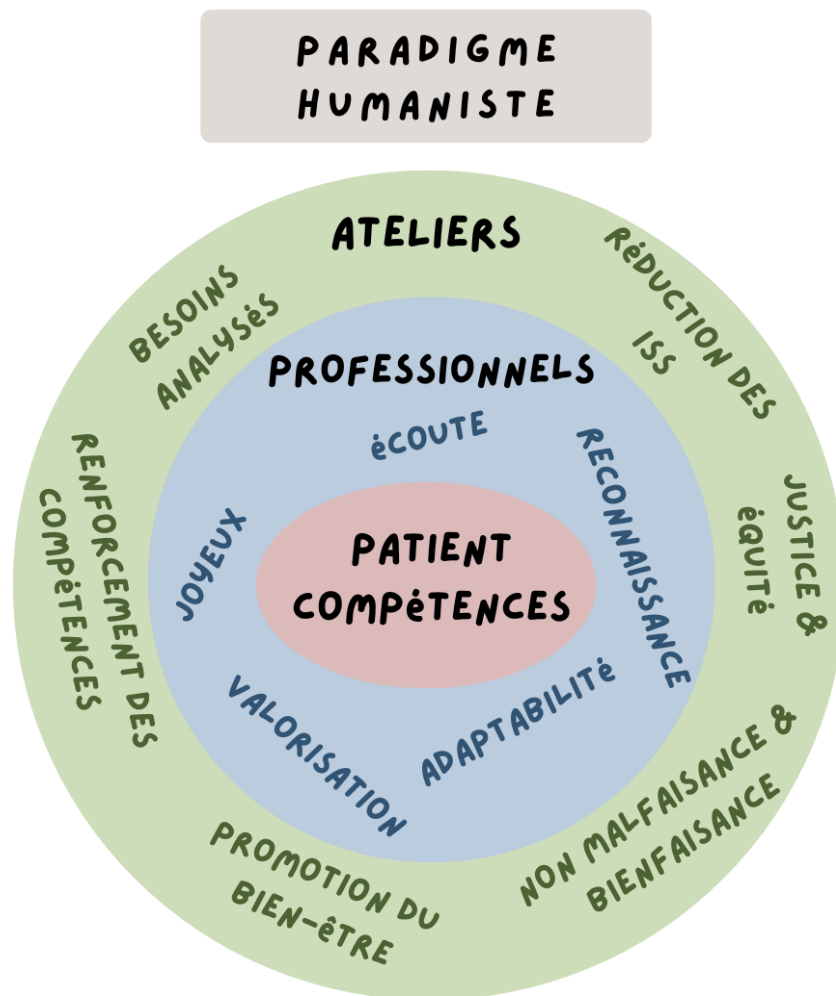 PARADIGME
HUMANISTE
ATELIERS
BESOINS
ANALYSÉS
RÉDUCTION DES
ISS
PROFESSIONNELS
ÉCOUTE
RECONNAISSANCE
JOYEUX
PATIENT
COMPÉTENCES
VALORISATION
ADAPTABILITÉ
RENFORCEMENT DES
COMPÉTENCES
JUSTICE &
ÉQUITÉ
PROMOTION DU
BIEN-ÊTRE
NON MALFAISANCE &
BIENFAISANCE